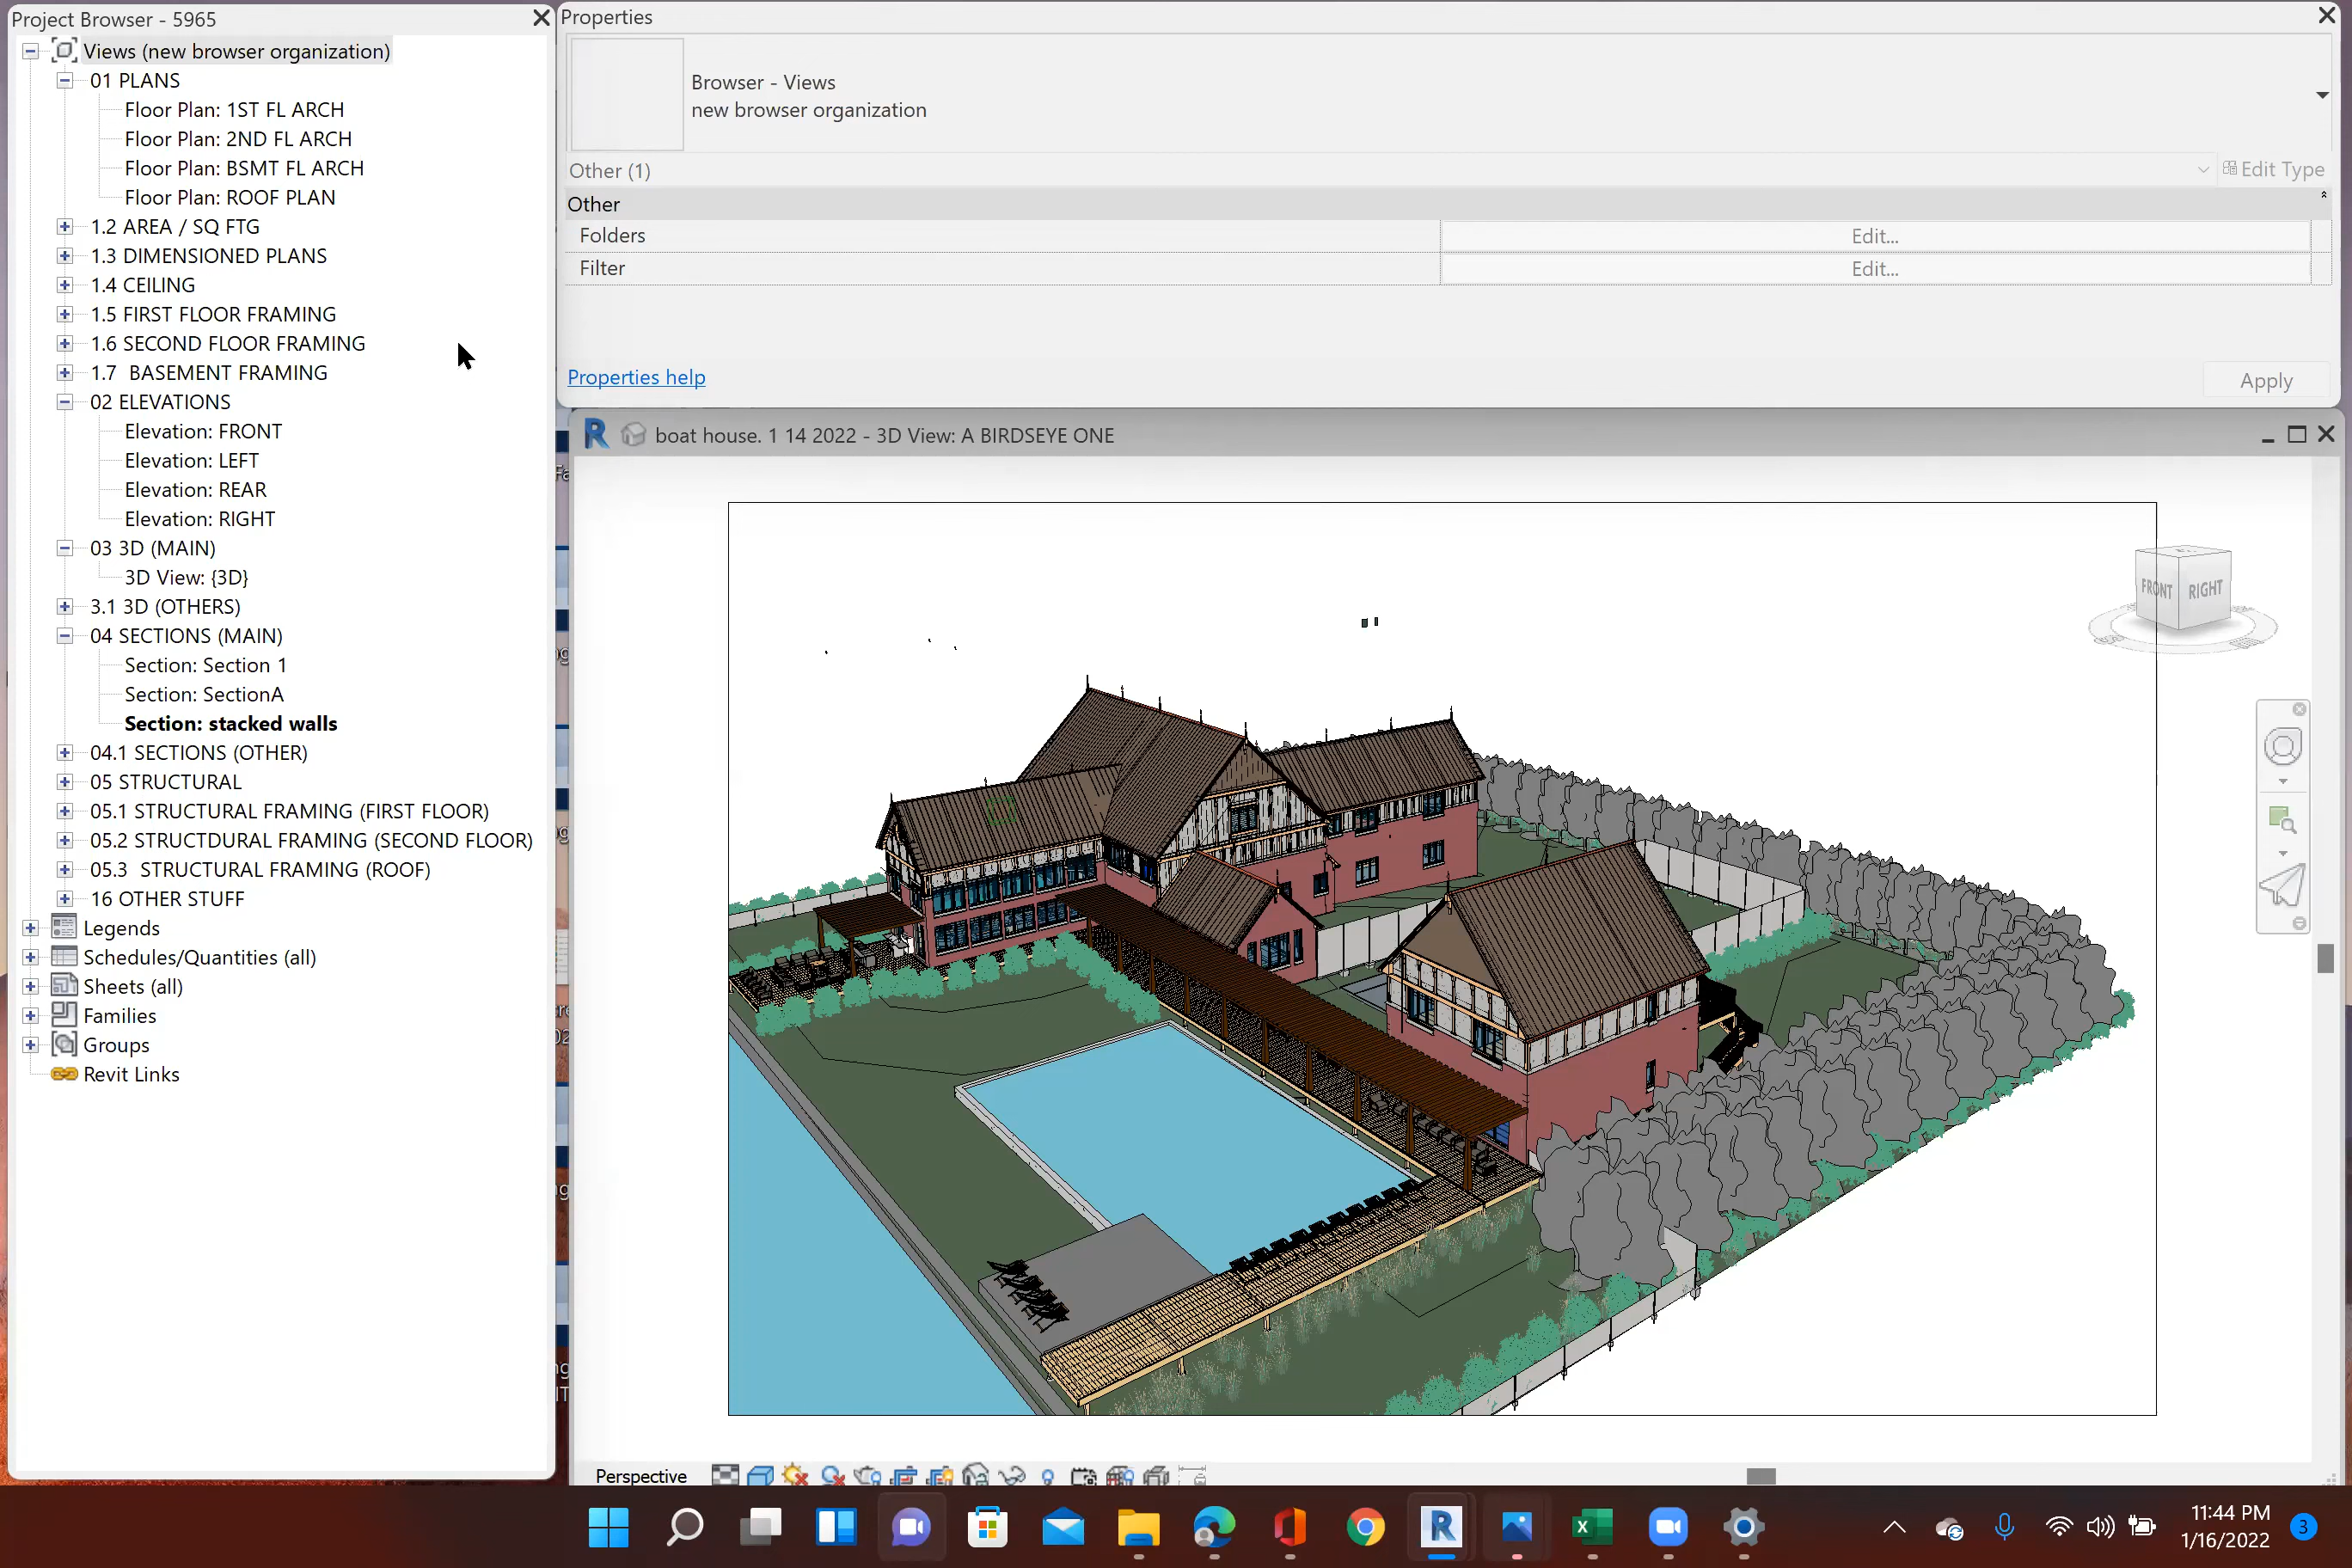 Project Browser - 5965
Views (new browser organization)
01 PLANS
Floor Plan: 1ST FL ARCH
Floor Plan: 2ND FL ARCH
Floor Plan: BSMT FL ARCH
Floor Plan: ROOF PLAN
1.2 AREA / SQ FTG
1.3 DIMENSIONED PLANS
1.4 CEILING
1.5 FIRST FLOOR FRAMING
1.6 SECOND FLOOR FRAMING
1.7 BASEMENT FRAMING
02 ELEVATIONS
Elevation: FRONT
Elevation: LEFT
Elevation: REAR
Elevation: RIGHT
03 3D (MAIN)
3D View: {3D}
3.1 3D (OTHERS)
04 SECTIONS (MAIN)
Section: Section 1
Section: SectionA
Section: stacked walls
04.1 SECTIONS (OTHER)
05 STRUCTURAL
05.1 STRUCTURAL FRAMING (FIRST FLOOR)
05.2 STRUCTDURAL FRAMING (SECOND FLOOR)
05.3 STRUCTURAL FRAMING (ROOF)
16 OTHER STUFF
Legends
Schedules/Quantities (all)
Sheets (all)
Families
Groups
Revit Links
Properties
Browser - Views
new browser organization
Other (1)
Edit Type
Other
Folders
Edit...
Filter
Edit...
Properties help
Apply
boat house. 1 14 2022 - 3D View: A BIRDSEYE ONE
FRONT
RIGHT
Perspective
11:44 PM
1/16/2022
3